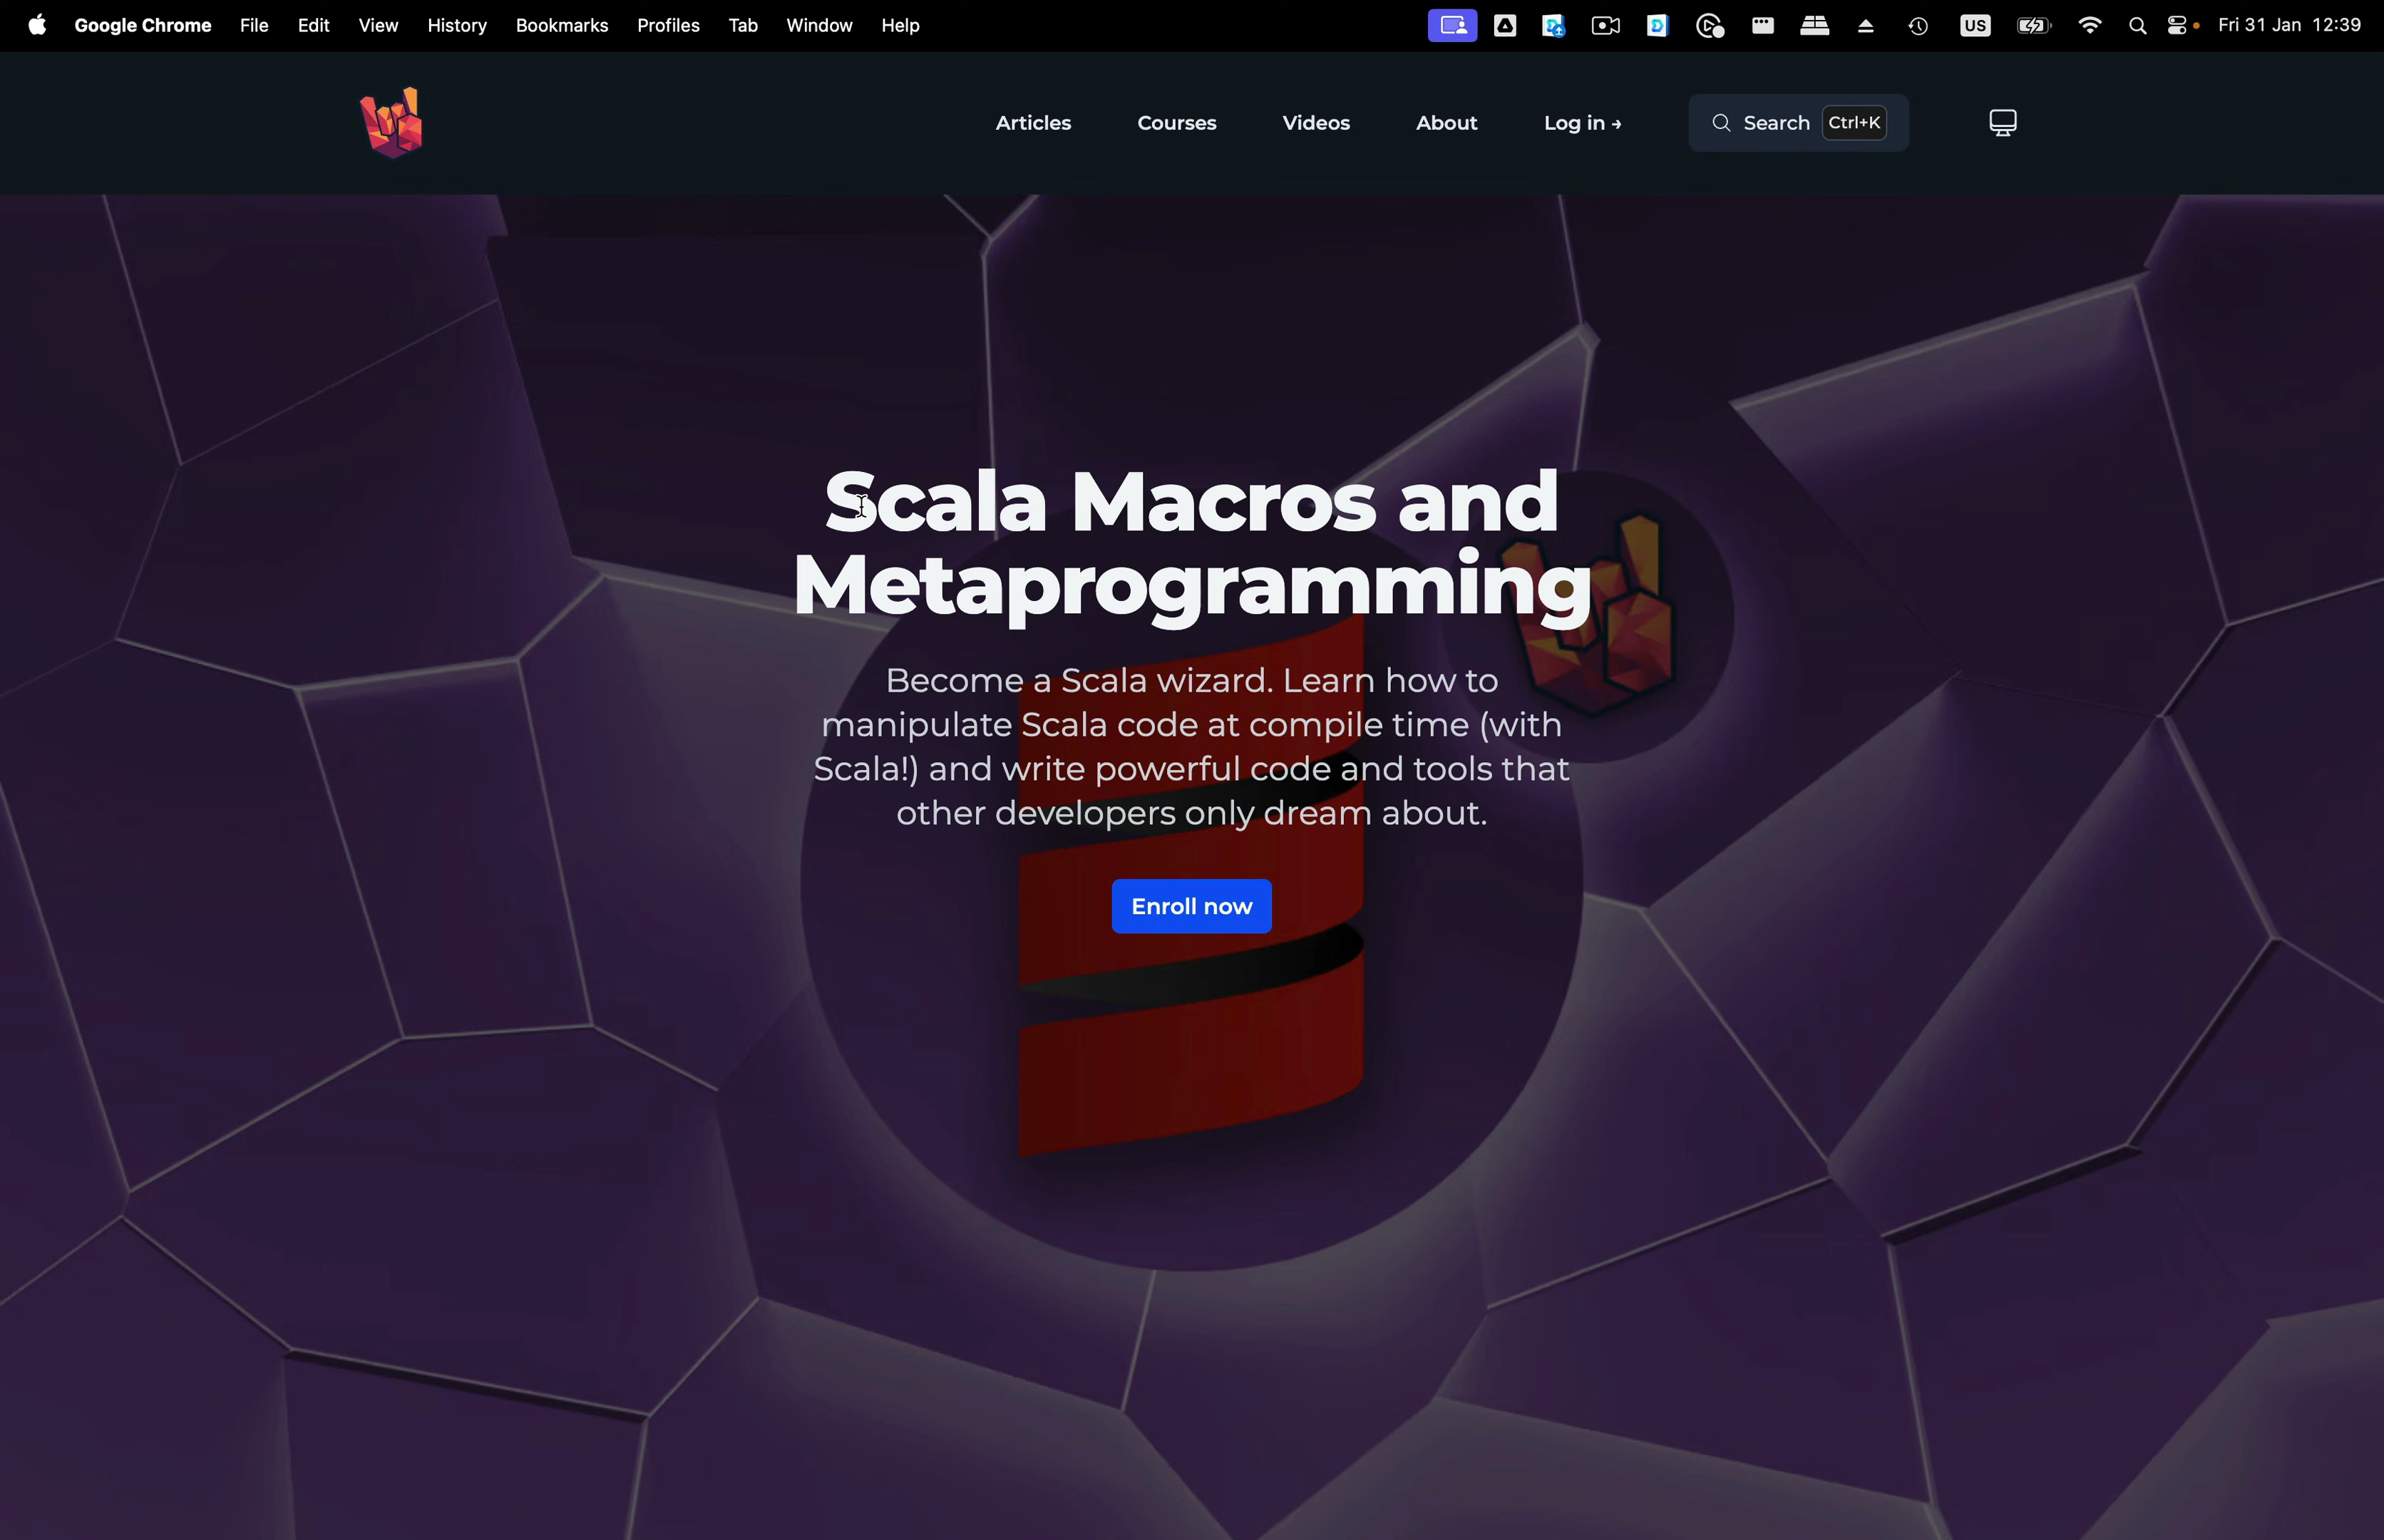 Google Chrome File Edit View History Bookmarks Profiles Tab Window Help US Fri 31 Jan 12:39
Articles Courses Videos About Log in → Search Ctrl+K
Scala Macros and
Metaprogramming
Become a Scala wizard. Learn how to
manipulate Scala code at compile time (with
Scala!) and write powerful code and tools that
other developers only dream about.
Enroll now